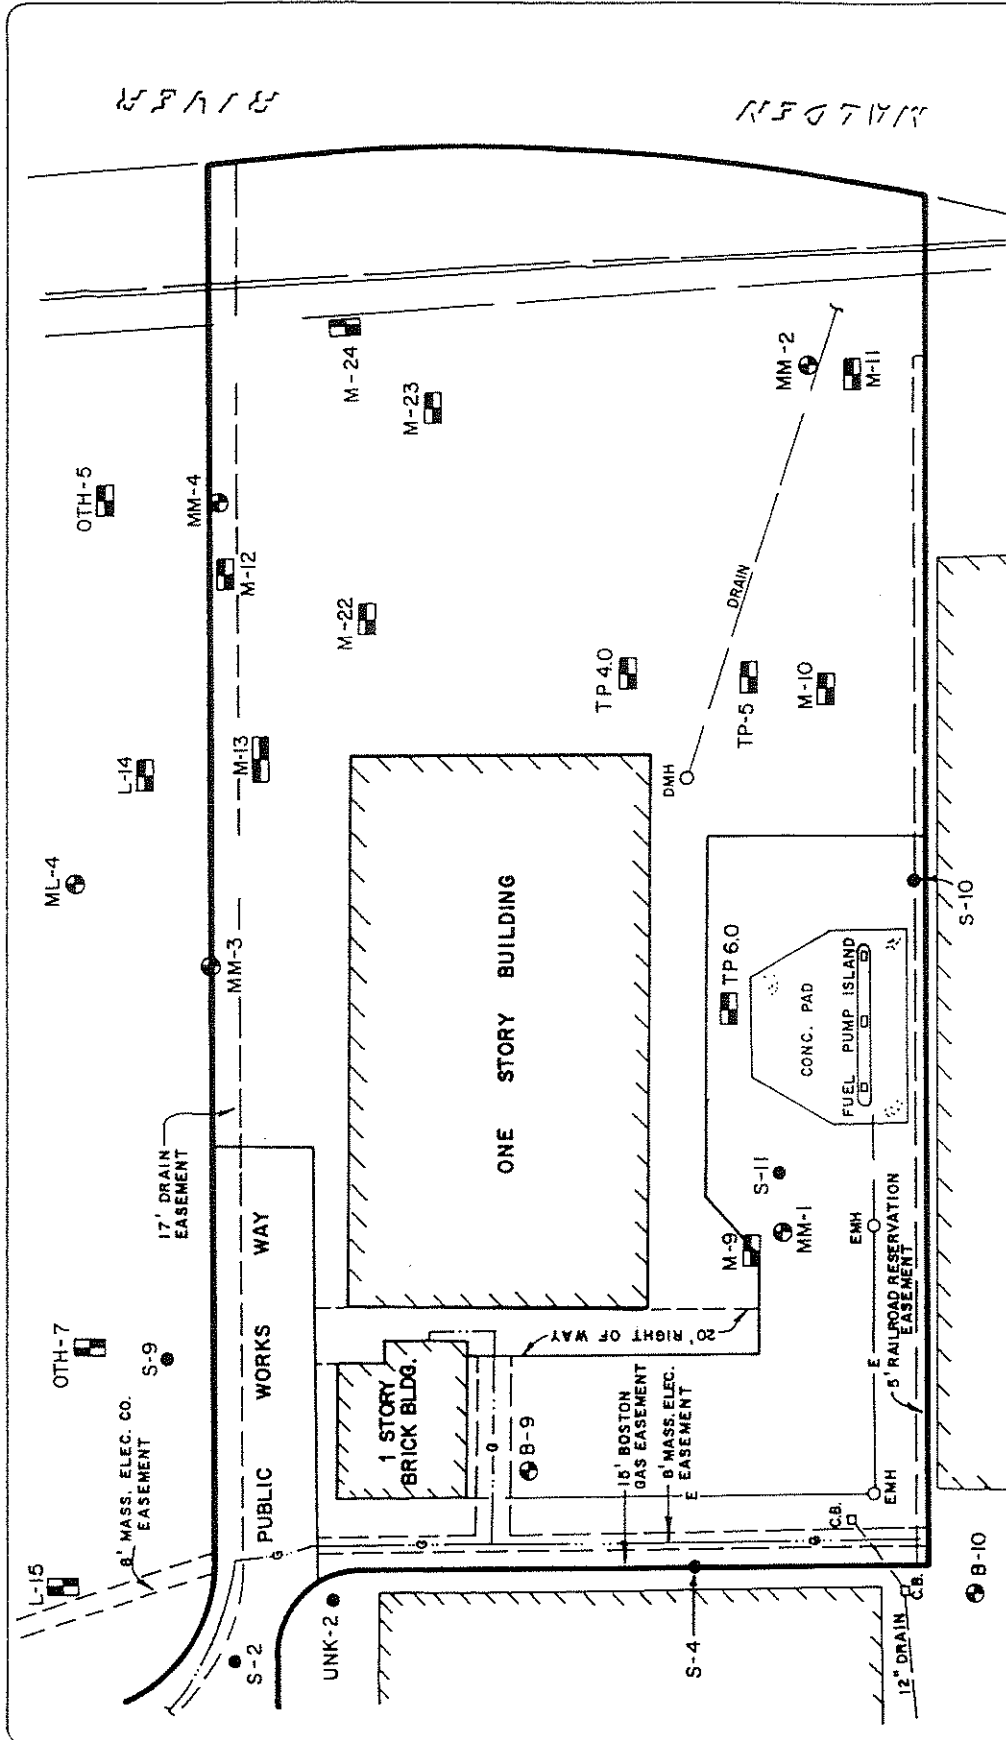 MALDEN RIVER
OTH-5
MM-4
M-12
M-24
M-23
M-22
MM-2
M-11
DRAIN
TP 4.0
TP-5
M-10
L-14
M-13
DMH
ML-4
MM-3
ONE STORY BUILDING
TP 6.0
CONC. PAD
FUEL PUMP ISLAND
S-10
17' DRAIN
EASEMENT
S-11
M-9
MM-1
EMH
5' RAILROAD RESERVATION
EASEMENT
OTH-7
S-9
PUBLIC WORKS WAY
20' RIGHT OF WAY
1 STORY
BRICK BLDG.
B-9
15' BOSTON
GAS EASEMENT
8' MASS. ELEC.
EASEMENT
E
E
G
G
G
G
EMH
C.B.
C.B.
8' MASS. ELEC. CO.
EASEMENT
L-15
S-2
UNK-2
S-4
12" DRAIN
B-10